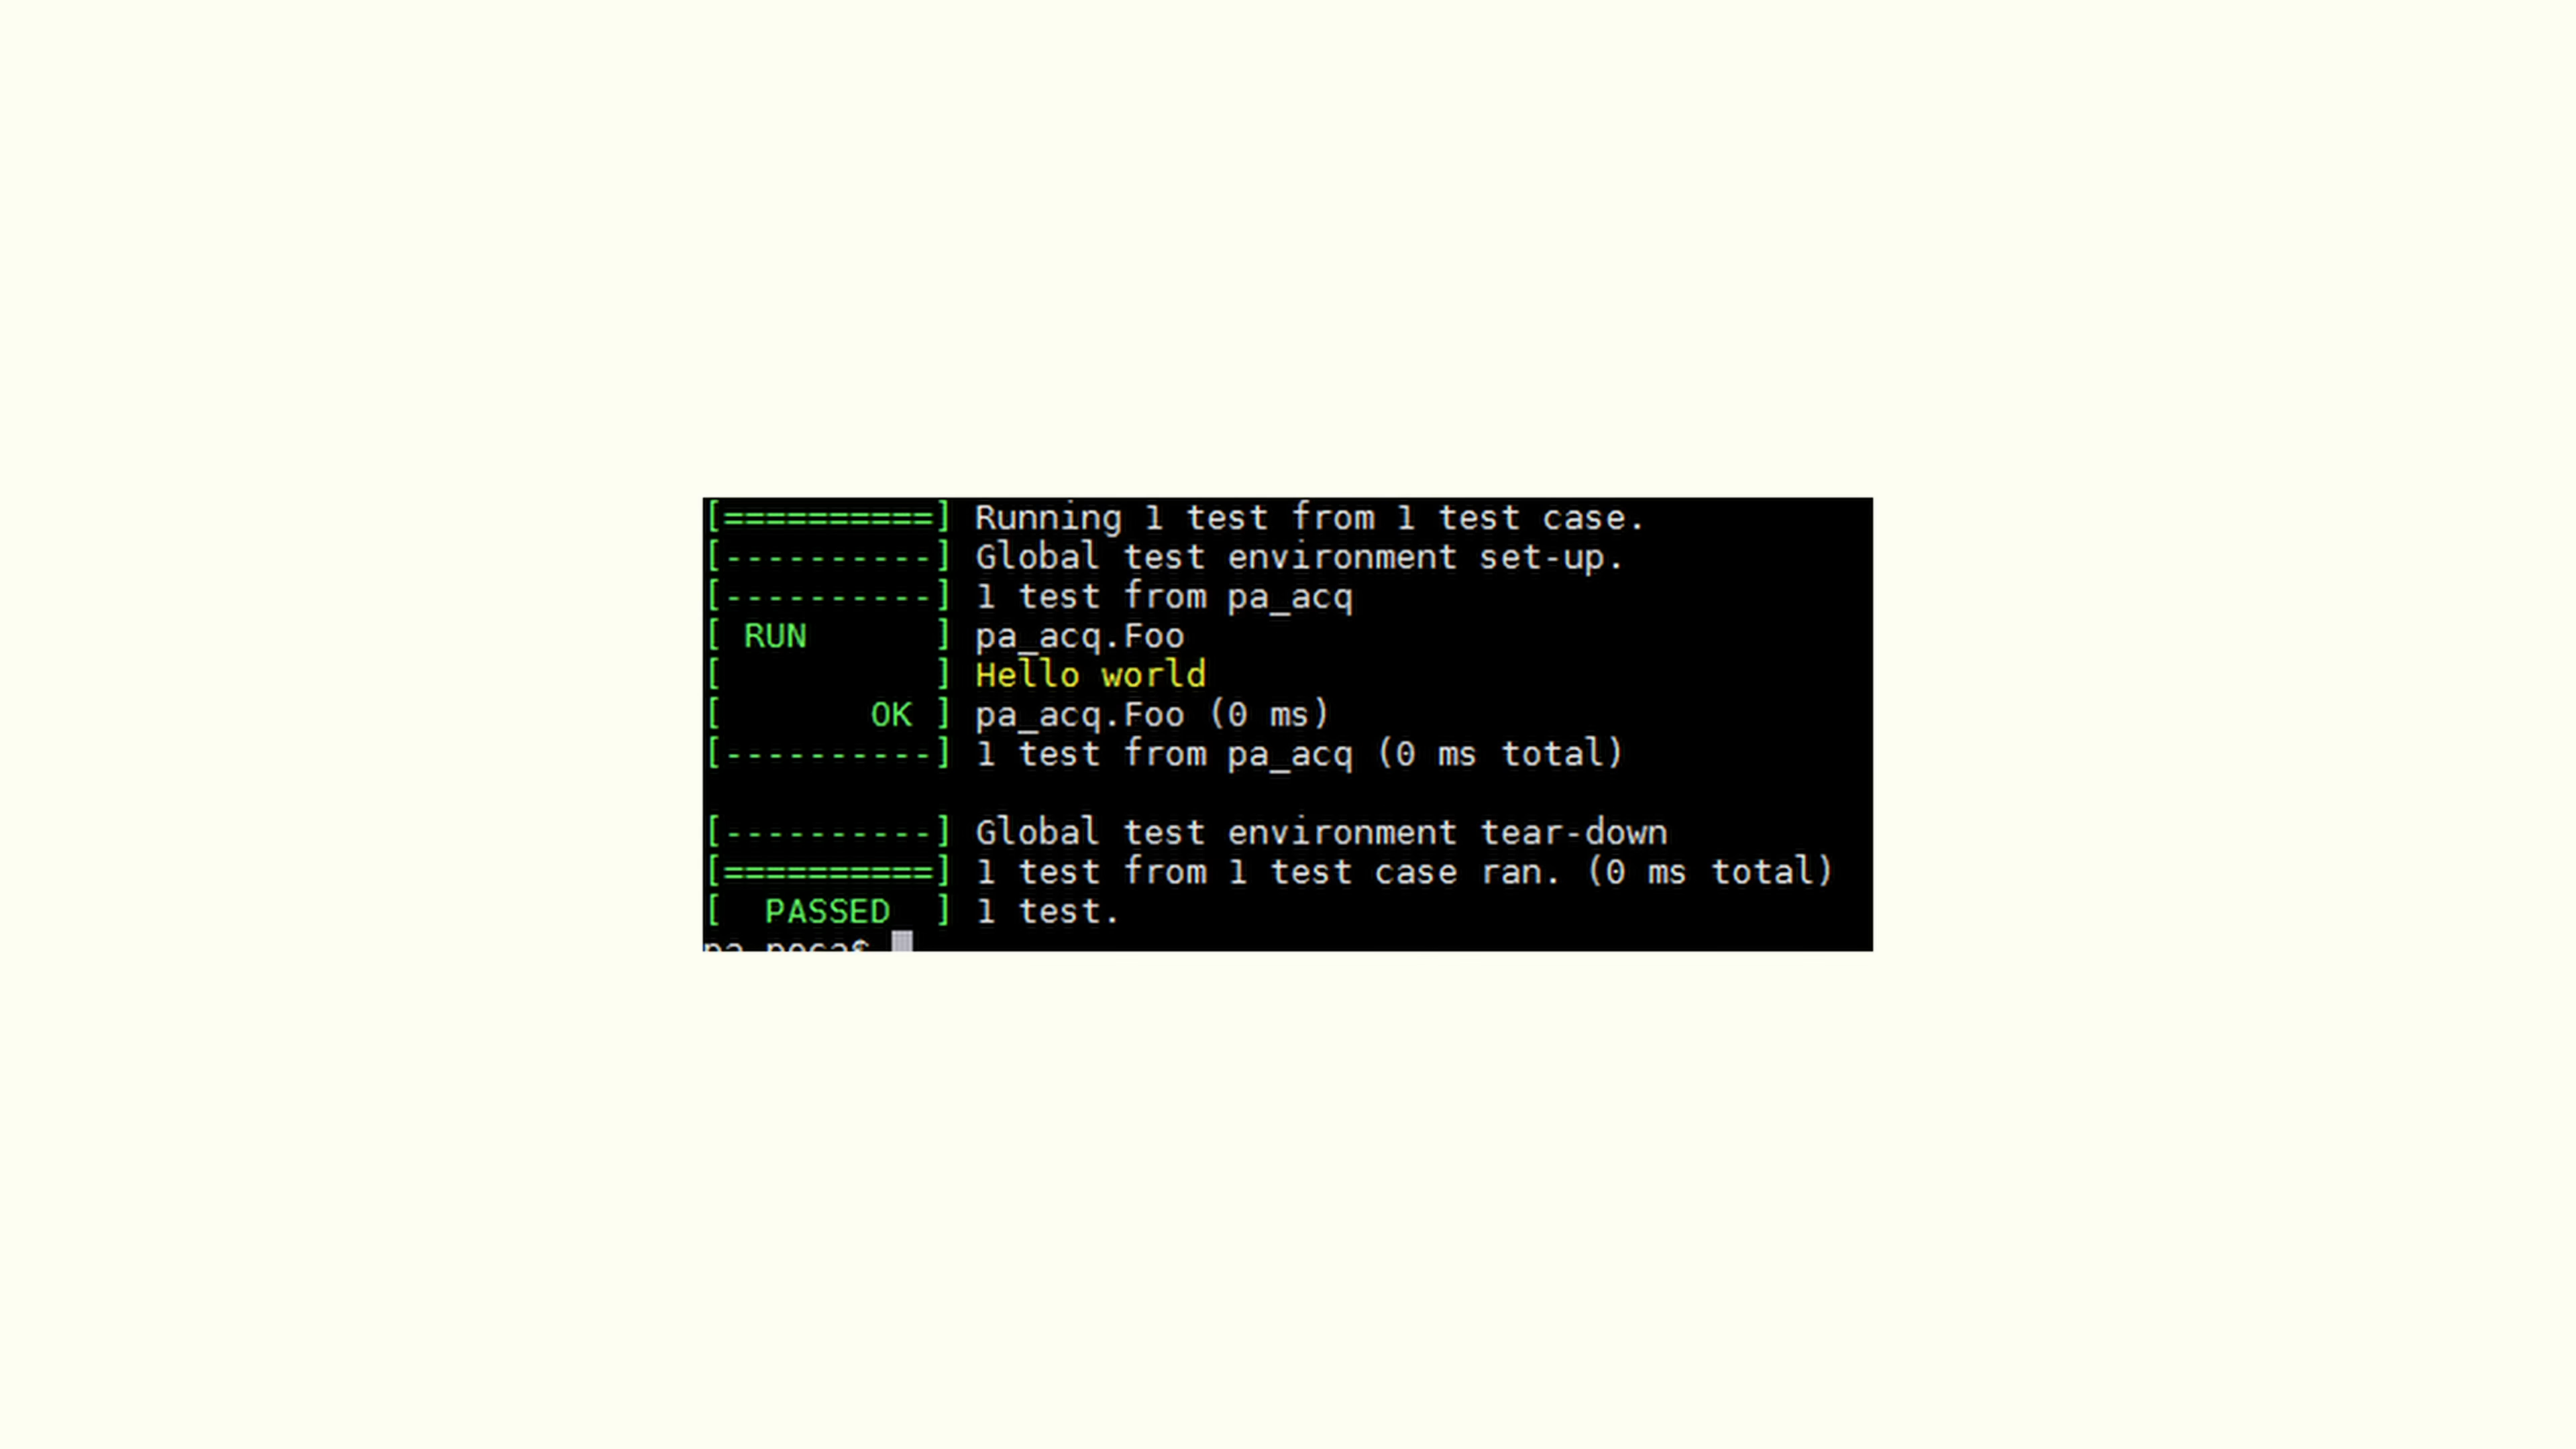 [==========] Running 1 test from 1 test case.
[----------] Global test environment set-up.
[----------] 1 test from pa_acq
[ RUN      ] pa_acq.Foo
[          ] Hello world
[       OK ] pa_acq.Foo (0 ms)
[----------] 1 test from pa_acq (0 ms total)
[----------] Global test environment tear-down
[==========] 1 test from 1 test case ran. (0 ms total)
[  PASSED  ] 1 test.